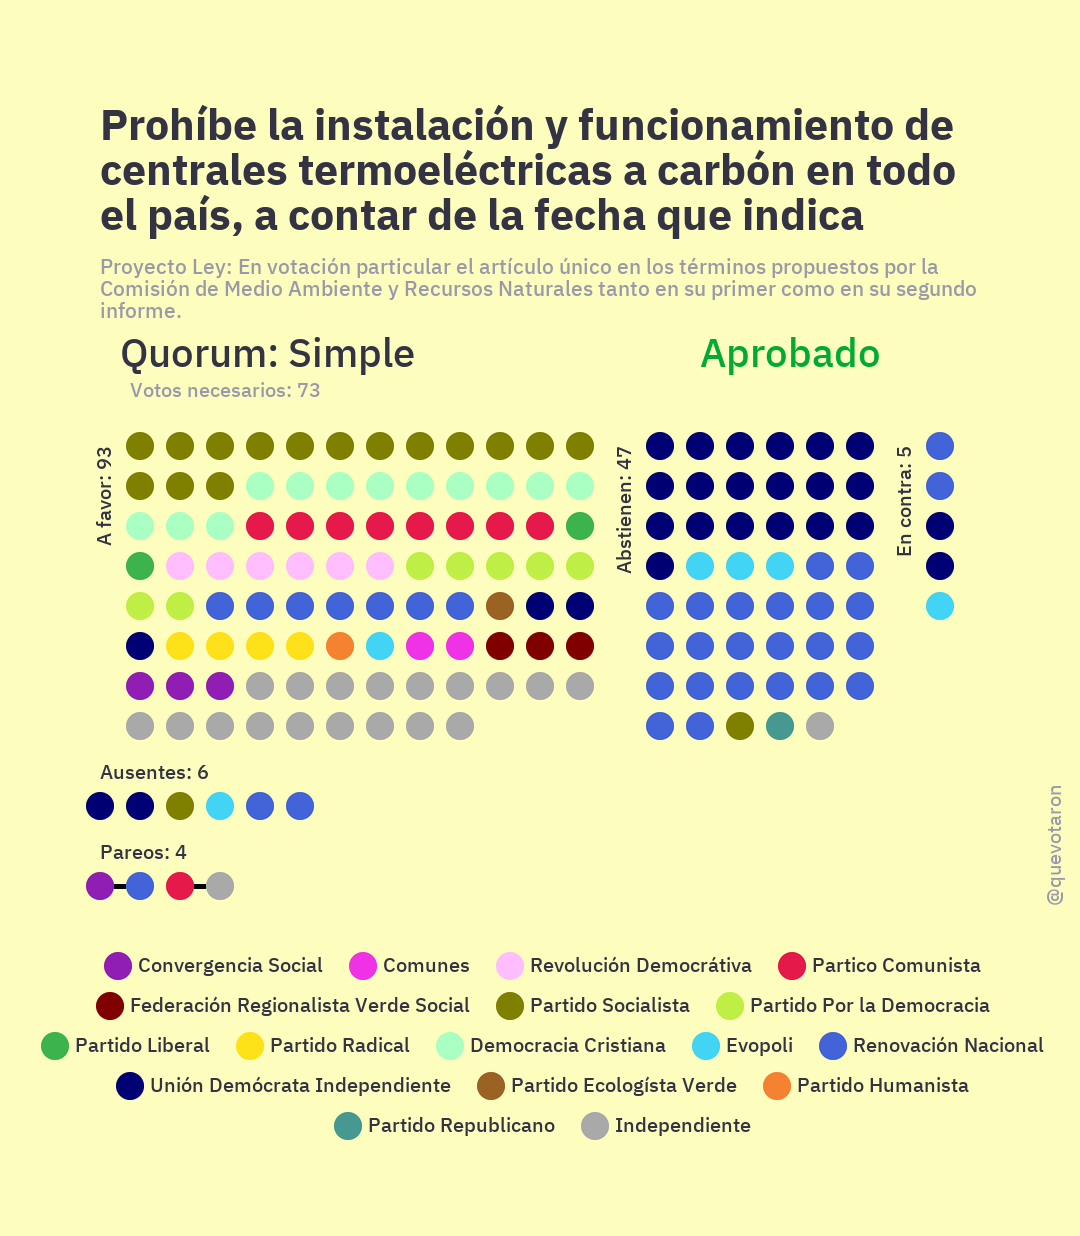 Prohíbe la instalación y funcionamiento de
centrales termoeléctricas a carbón en todo
el país, a contar de la fecha que indica
Proyecto Ley: En votación particular el artículo único en los términos propuestos por la
Comisión de Medio Ambiente y Recursos Naturales tanto en su primer como en su segundo
informe.
Quorum: Simple
Votos necesarios: 73
Aprobado
A favor: 93
Abstienen: 47
En contra: 5
Ausentes: 6
Pareos: 4
@quevotaron
Convergencia Social Comunes Revolución Demócrátiva Partico Comunista
Federación Regionalista Verde Social Partido Socialista Partido Por la Democracia
Partido Liberal Partido Radical Democracia Cristiana Evopoli Renovación Nacional
Unión Demócrata Independiente Partido Ecologísta Verde Partido Humanista
Partido Republicano Independiente